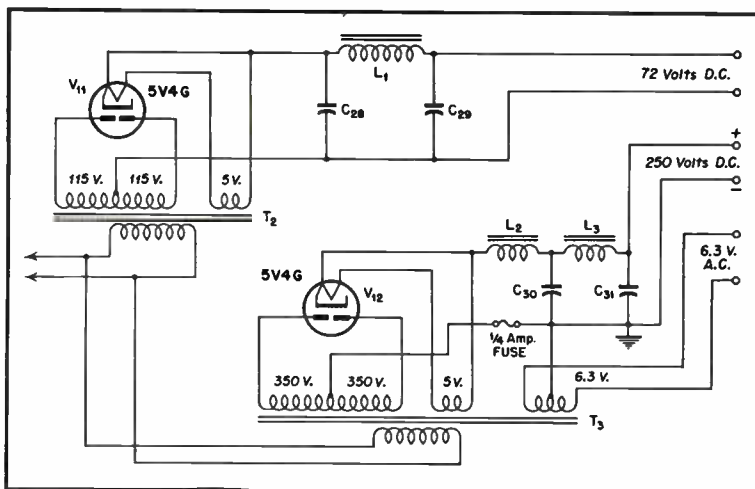 V11
5V4G
115 V.
115 V.
5 V.
T2
L1
C28
C29
72 Volts D.C.
+
250 Volts D.C.
−
5V4G
V12
350 V.
350 V.
5 V.
L2
L3
C30
C31
1/4 Amp.
FUSE
6.3 V.
T3
6.3 V.
A.C.